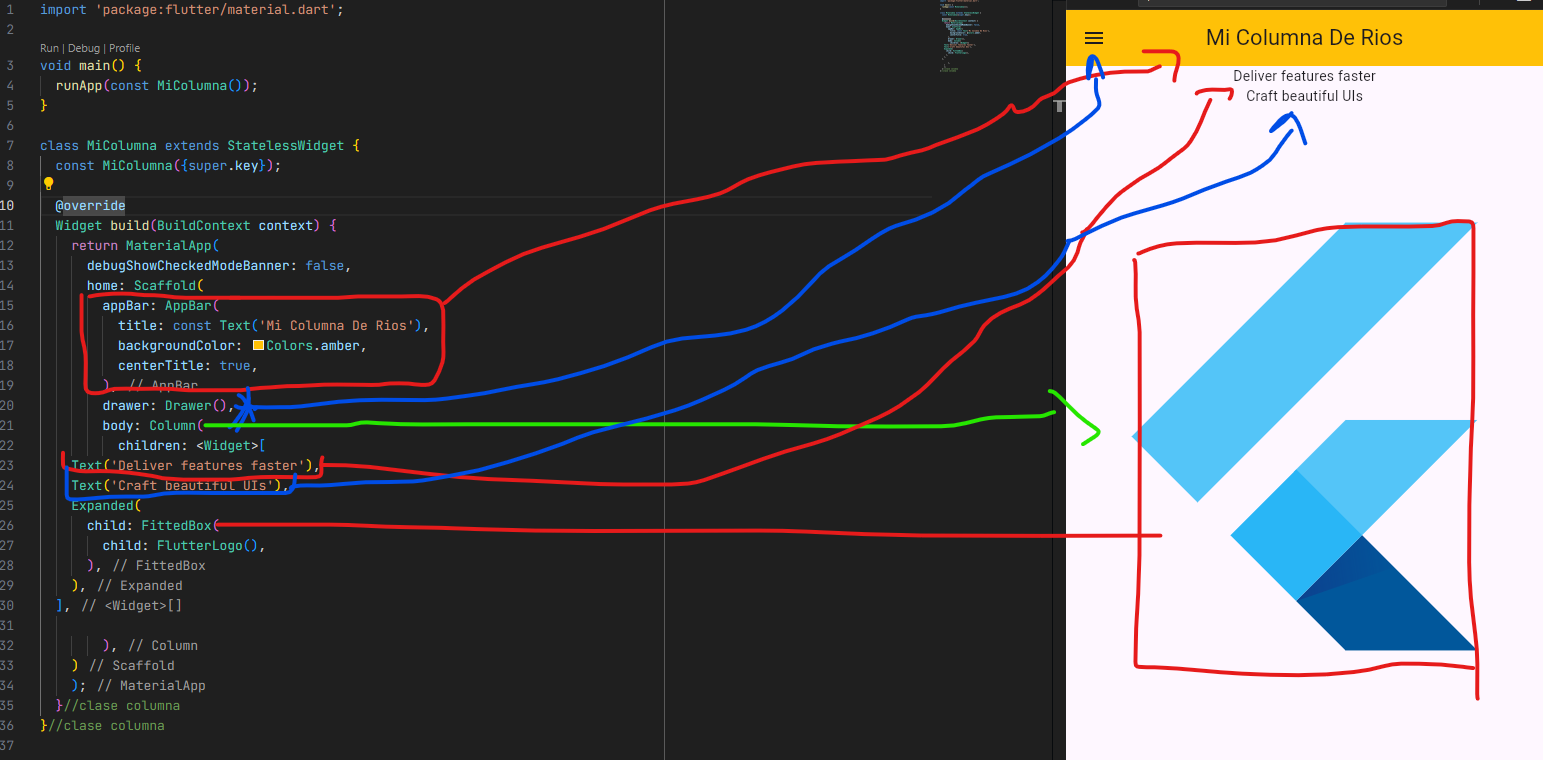 1 import 'package:flutter/material.dart';
2
Run | Debug | Profile
3 void main() {
4 runApp(const MiColumna());
5 }
6
7 class MiColumna extends StatelessWidget {
8 const MiColumna({super.key});
9
10 @override
11 Widget build(BuildContext context) {
12 return MaterialApp(
13 debugShowCheckedModeBanner: false,
14 home: Scaffold(
15 appBar: AppBar(
16 title: const Text('Mi Columna De Rios'),
17 backgroundColor: Colors.amber,
18 centerTitle: true,
19 ), // AppBar
20 drawer: Drawer(),
21 body: Column(
22 children: <Widget>[
23 Text('Deliver features faster'),
24 Text('Craft beautiful UIs'),
25 Expanded(
26 child: FittedBox(
27 child: FlutterLogo(),
28 ), // FittedBox
29 ), // Expanded
30 ], // <Widget>[]
31
32 ), // Column
33 ) // Scaffold
34 ); // MaterialApp
35 }//clase columna
36 }//clase columna
37
T
Mi Columna De Rios
Deliver features faster
Craft beautiful UIs